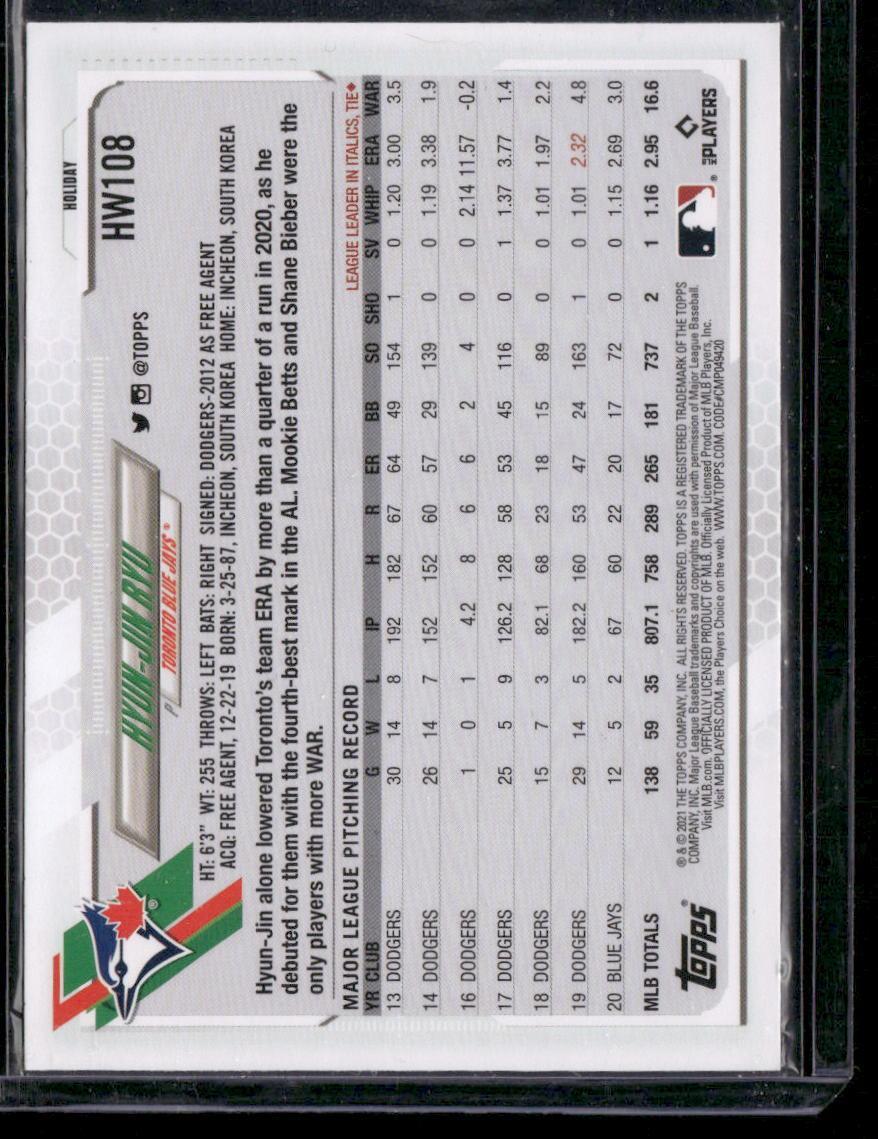 HOLIDAY
HW108
HYUN-JIN RYU
@TOPPS
P TORONTO BLUE JAYS®
HT: 6'3" WT: 255 THROWS: LEFT BATS: RIGHT SIGNED: DODGERS-2012 AS FREE AGENT
ACQ: FREE AGENT, 12-22-19 BORN: 3-25-87, INCHEON, SOUTH KOREA HOME: INCHEON, SOUTH KOREA
Hyun-Jin alone lowered Toronto's team ERA by more than a quarter of a run in 2020, as he
debuted for them with the fourth-best mark in the AL. Mookie Betts and Shane Bieber were the
only players with more WAR.
MAJOR LEAGUE PITCHING RECORD LEAGUE LEADER IN ITALICS, TIE◆
YR CLUB G W L IP H R ER BB SO SHO SV WHIP ERA WAR
13 DODGERS 30 14 8 192 182 67 64 49 154 1 0 1.20 3.00 3.5
14 DODGERS 26 14 7 152 152 60 57 29 139 0 0 1.19 3.38 1.9
16 DODGERS 1 0 1 4.2 8 6 6 2 4 0 0 2.14 11.57 -0.2
17 DODGERS 25 5 9 126.2 128 58 53 45 116 0 1 1.37 3.77 1.4
18 DODGERS 15 7 3 82.1 68 23 18 15 89 0 0 1.01 1.97 2.2
19 DODGERS 29 14 5 182.2 160 53 47 24 163 1 0 1.01 2.32 4.8
20 BLUE JAYS 12 5 2 67 60 22 20 17 72 0 0 1.15 2.69 3.0
MLB TOTALS 138 59 35 807.1 758 289 265 181 737 2 1 1.16 2.95 16.6
topps®
® & © 2021 THE TOPPS COMPANY, INC. ALL RIGHTS RESERVED. TOPPS IS A REGISTERED TRADEMARK OF THE TOPPS
COMPANY, INC. Major League Baseball trademarks and copyrights are used with permission of Major League Baseball.
Visit MLB.com. OFFICIALLY LICENSED PRODUCT OF MLB. Officially Licensed Product of MLB Players, Inc.
Visit MLBPLAYERS.COM, the Players Choice on the web. WWW.TOPPS.COM. CODE#CMP049420
MLB PLAYERS